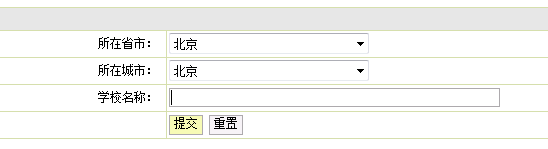 所在省市： 北京
所在城市： 北京
学校名称：
提交 重置